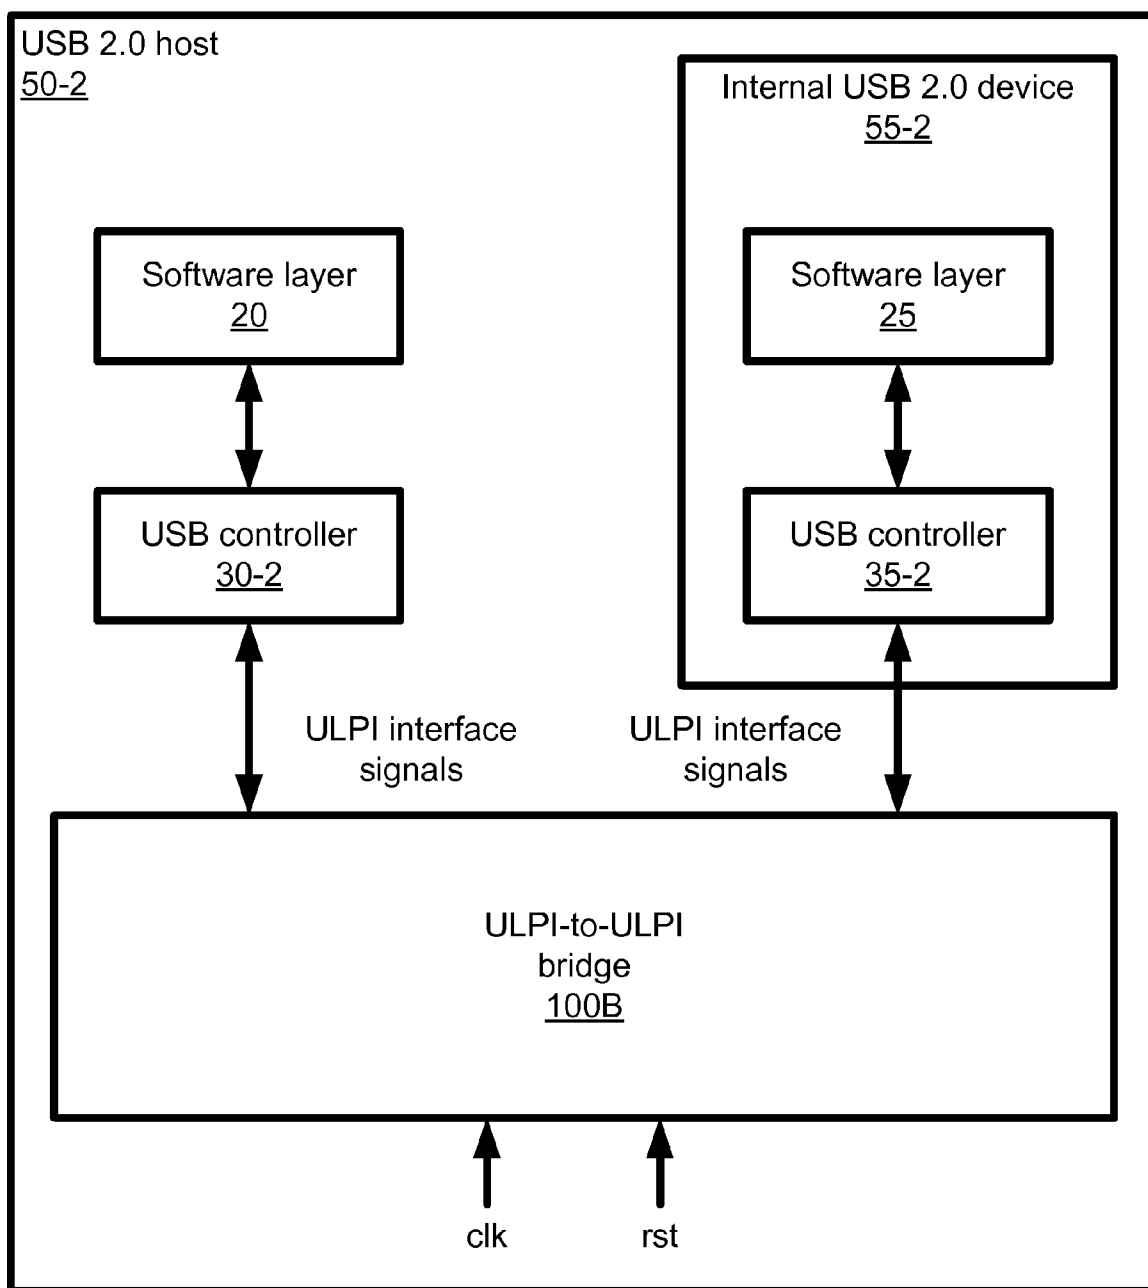 USB 2.0 host
50-2
Internal USB 2.0 device
55-2
Software layer
20
Software layer
25
USB controller
30-2
USB controller
35-2
ULPI interface
signals
ULPI interface
signals
ULPI-to-ULPI
bridge
100B
clk
rst